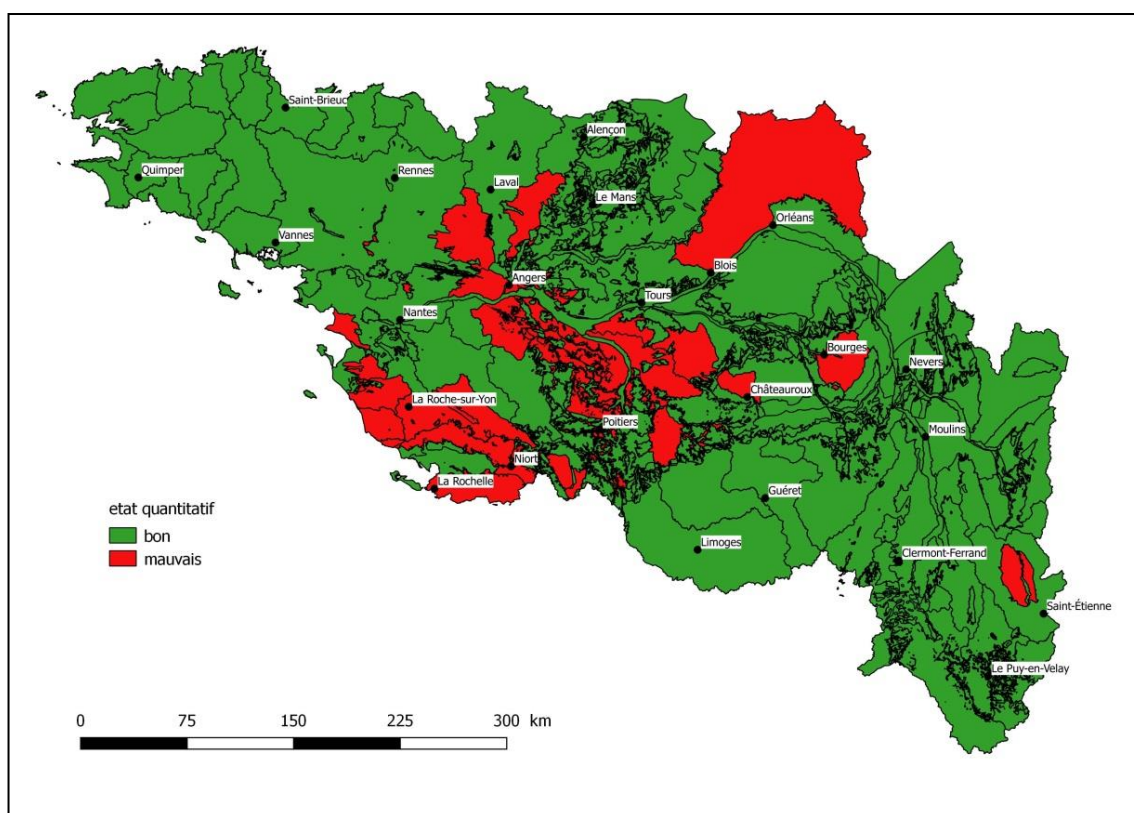 Saint-Brieuc
Alençon
Quimper
Rennes
Laval
Le Mans
Orléans
Vannes
Blois
Angers
Tours
Nantes
Bourges
Nevers
Châteauroux
La Roche-sur-Yon
Poitiers
Moulins
Niort
La Rochelle
Guéret
etat quantitatif
bon
mauvais
Limoges
Clermont-Ferrand
Saint-Étienne
Le Puy-en-Velay
0 75 150 225 300 km